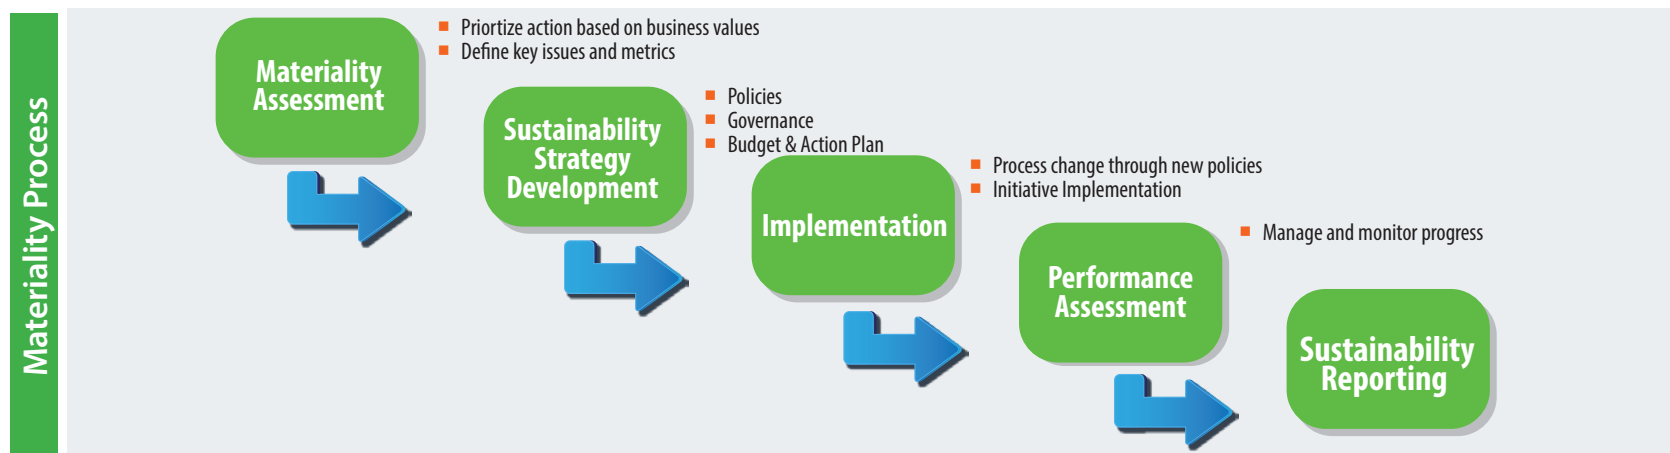 Materiality Process
Materiality
Assessment
Priortize action based on business values
Define key issues and metrics
Sustainability
Strategy
Development
Policies
Governance
Budget & Action Plan
Implementation
Process change through new policies
Initiative Implementation
Performance
Assessment
Manage and monitor progress
Sustainability
Reporting